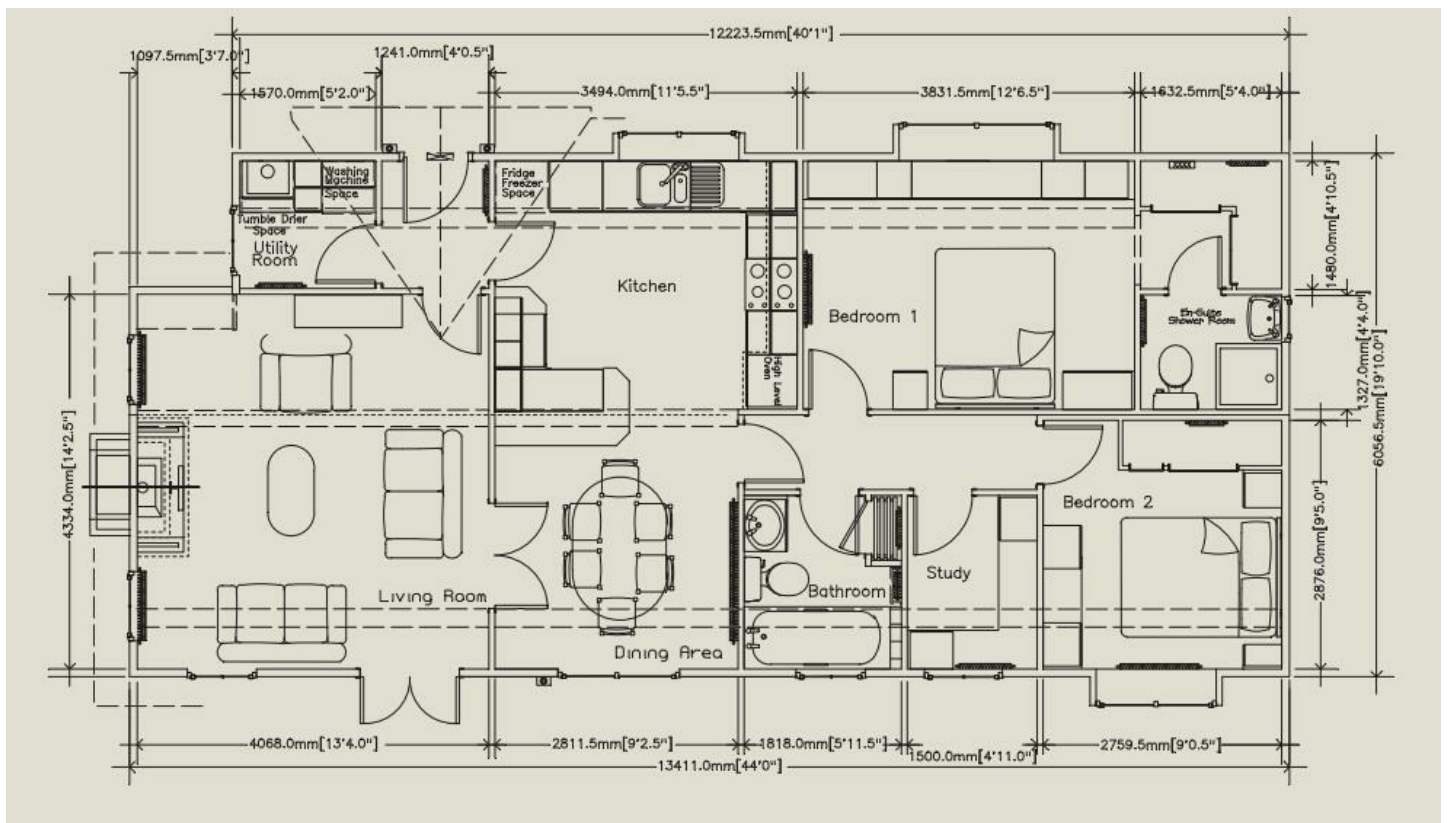 12223.5mm[40'1"]
1097.5mm[3'7.0"]
1241.0mm[4'0.5"]
1570.0mm[5'2.0"]
3494.0mm[11'5.5"]
3831.5mm[12'6.5"]
1632.5mm[5'4.0"]
Washing
Machine
Space
Fridge
Freezer
Space
Tumble Drier
Space
Utility
Room
Kitchen
Bedroom 1
En-Suite
Shower Room
High Level
Oven
1480.0mm[4'10.5"]
1327.0mm[4'4.0"]
6056.5mm[19'10.0"]
4334.0mm[14'2.5"]
Living Room
Dining Area
Bathroom
Study
Bedroom 2
2876.0mm[9'5.0"]
4068.0mm[13'4.0"]
2811.5mm[9'2.5"]
1818.0mm[5'11.5"]
1500.0mm[4'11.0"]
2759.5mm[9'0.5"]
13411.0mm[44'0"]